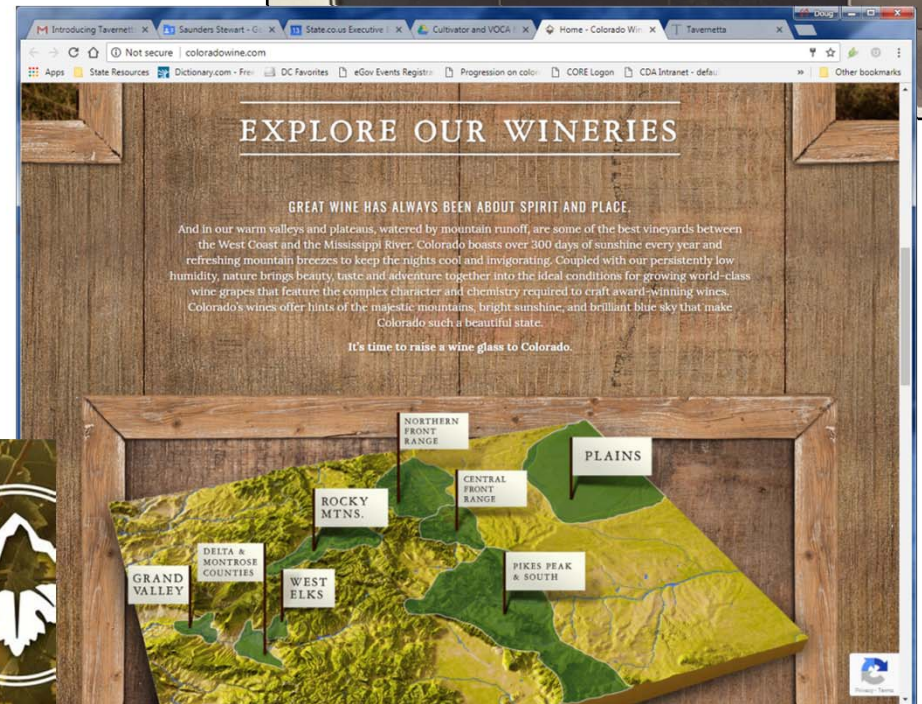 Doug
Introducing Tavernett
Saunders Stewart - Go
State.co.us Executive
Cultivator and VOCA
Home - Colorado Win
Tavernetta
Not secure | coloradowine.com
Apps
State Resources
Dictionary.com - Free
DC Favorites
eGov Events Registra
Progression on color
CORE Logon
CDA Intranet - defau
»
Other bookmarks
EXPLORE OUR WINERIES
GREAT WINE HAS ALWAYS BEEN ABOUT SPIRIT AND PLACE.
And in our warm valleys and plateaus, watered by mountain runoff, are some of the best vineyards between
the West Coast and the Mississippi River. Colorado boasts over 300 days of sunshine every year and
refreshing mountain breezes to keep the nights cool and invigorating. Coupled with our persistently low
humidity, nature brings beauty, taste and adventure together into the ideal conditions for growing world-class
wine grapes that feature the complex character and chemistry required to craft award-winning wines.
Colorado's wines offer hints of the majestic mountains, bright sunshine, and brilliant blue sky that make
Colorado such a beautiful state.
It's time to raise a wine glass to Colorado.
NORTHERN
FRONT
RANGE
PLAINS
CENTRAL
FRONT
RANGE
ROCKY
MTNS.
DELTA &
MONTROSE
COUNTIES
PIKES PEAK
& SOUTH
GRAND
VALLEY
WEST
ELKS
Privacy - Terms